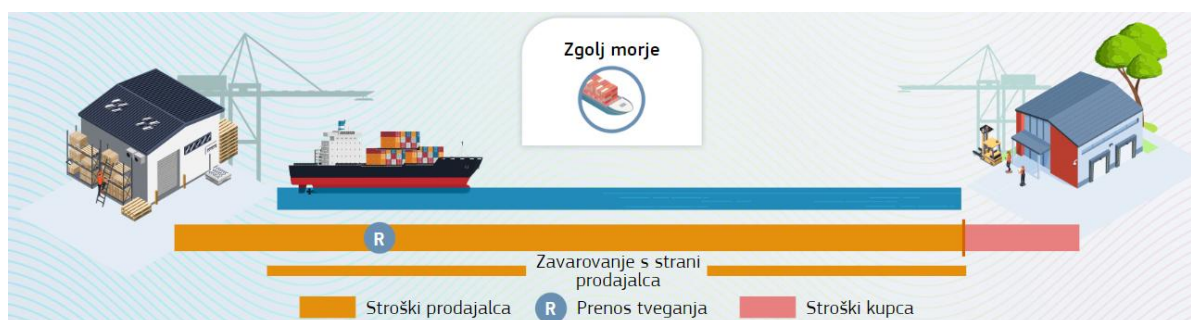 Zgolj morje
R
Zavarovanje s strani
prodajalca
Stroški prodajalca
R
Prenos tveganja
Stroški kupca